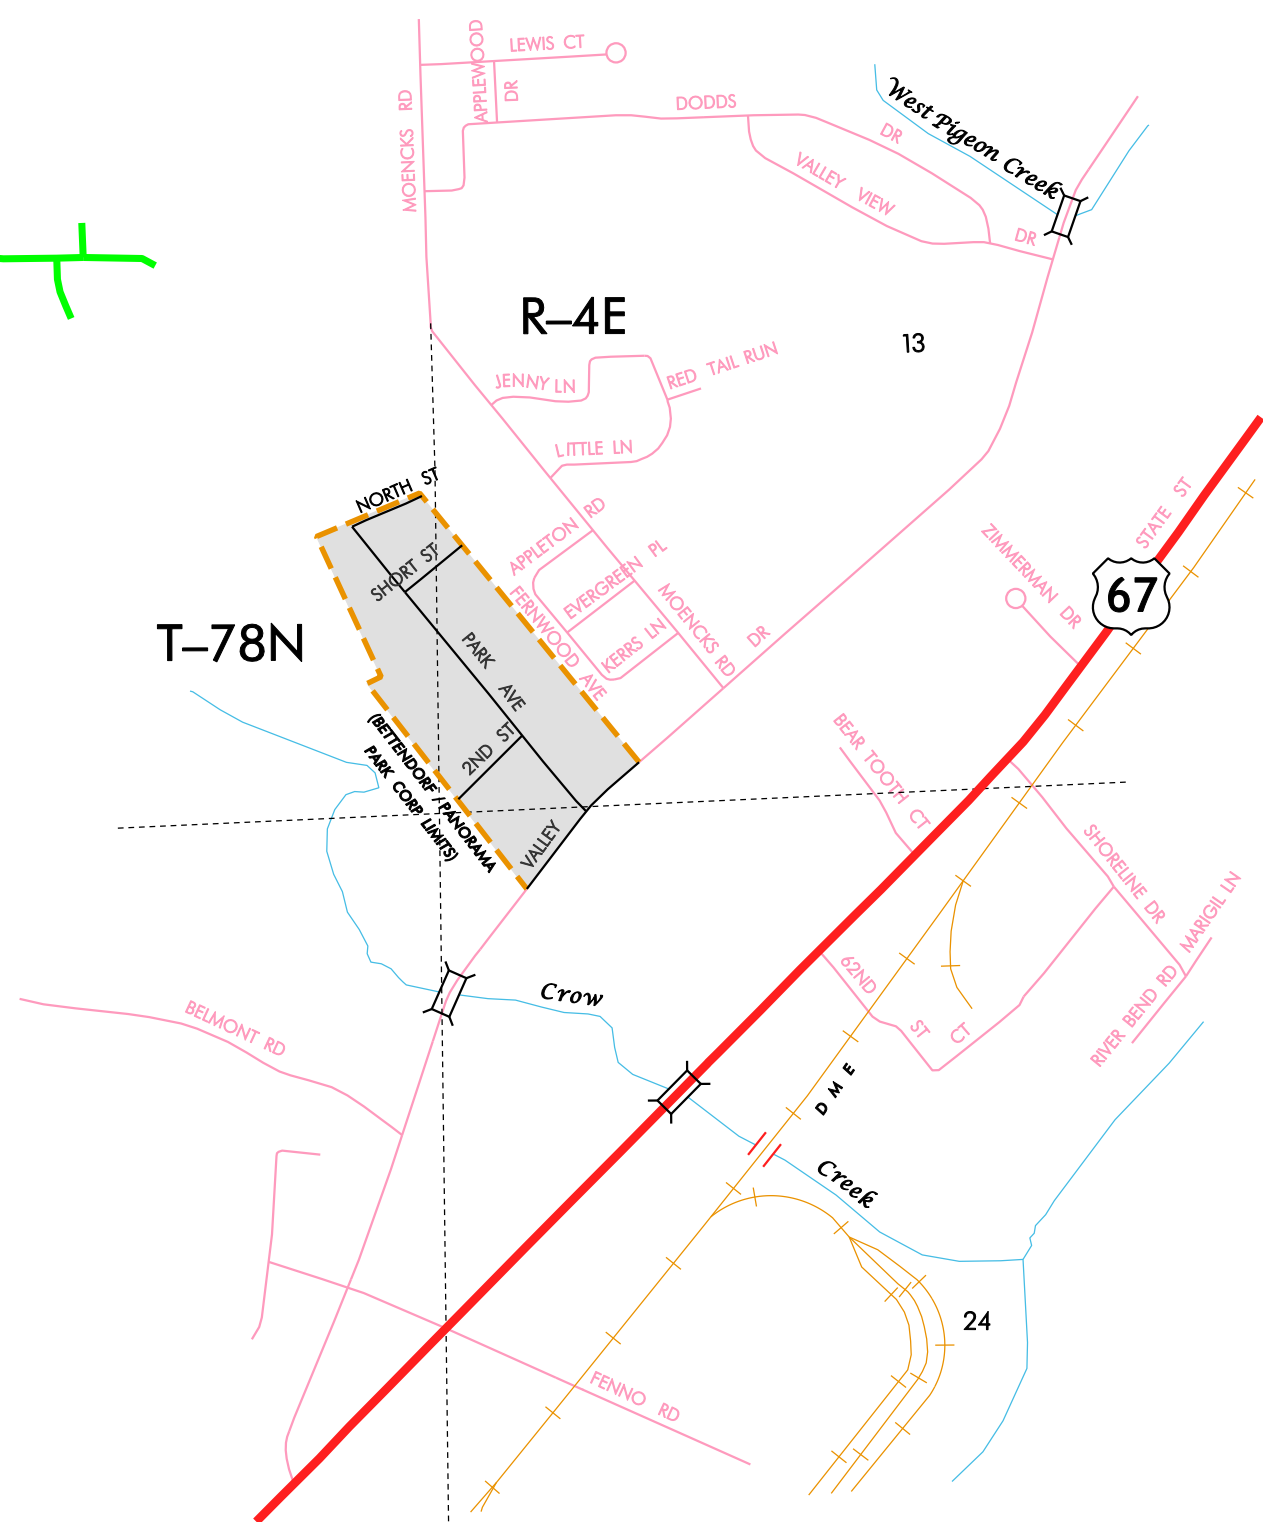 LEWIS CT
APPLEWOOD
DR
MOENCKS RD
DODDS
DR
West Pigeon Creek
VALLEY VIEW
DR
R–4E
13
JENNY LN
RED TAIL RUN
LITTLE LN
NORTH ST
STATE ST
APPLETON RD
ZIMMERMAN DR
SHORT ST
EVERGREEN PL
67
FERNWOOD AVE
MOENCKS RD
KERRS LN
DR
T–78N
PARK AVE
2ND ST
(BETTENDORF / PANORAMA
PARK CORP. LIMITS)
BEAR TOOTH CT
VALLEY
SHORELINE DR
MARIGIL LN
62ND
ST
CT
RIVER BEND RD
Crow
BELMONT RD
D M E
Creek
24
FENNO RD